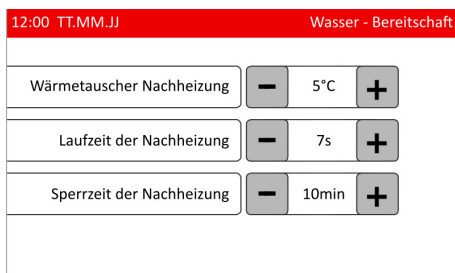 12:00 TT.MM.JJ Wasser - Bereitschaft
Wärmetauscher Nachheizung − 5°C +
Laufzeit der Nachheizung − 7s +
Sperrzeit der Nachheizung − 10min +